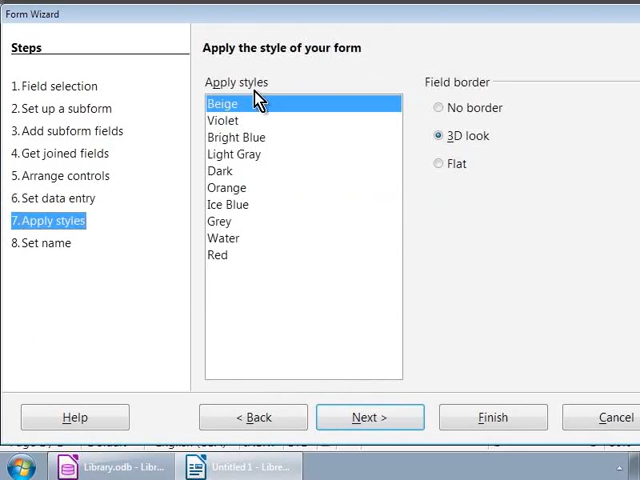 Form Wizard
Steps
1. Field selection
2. Set up a subform
3. Add subform fields
4. Get joined fields
5. Arrange controls
6. Set data entry
7. Apply styles
8. Set name
Apply the style of your form
Apply styles
Beige
Violet
Bright Blue
Light Gray
Dark
Orange
Ice Blue
Grey
Water
Red
Field border
No border
3D look
Flat
Help
< Back
Next >
Finish
Cancel
Library.odb - Libr...
Untitled 1 - Libre...